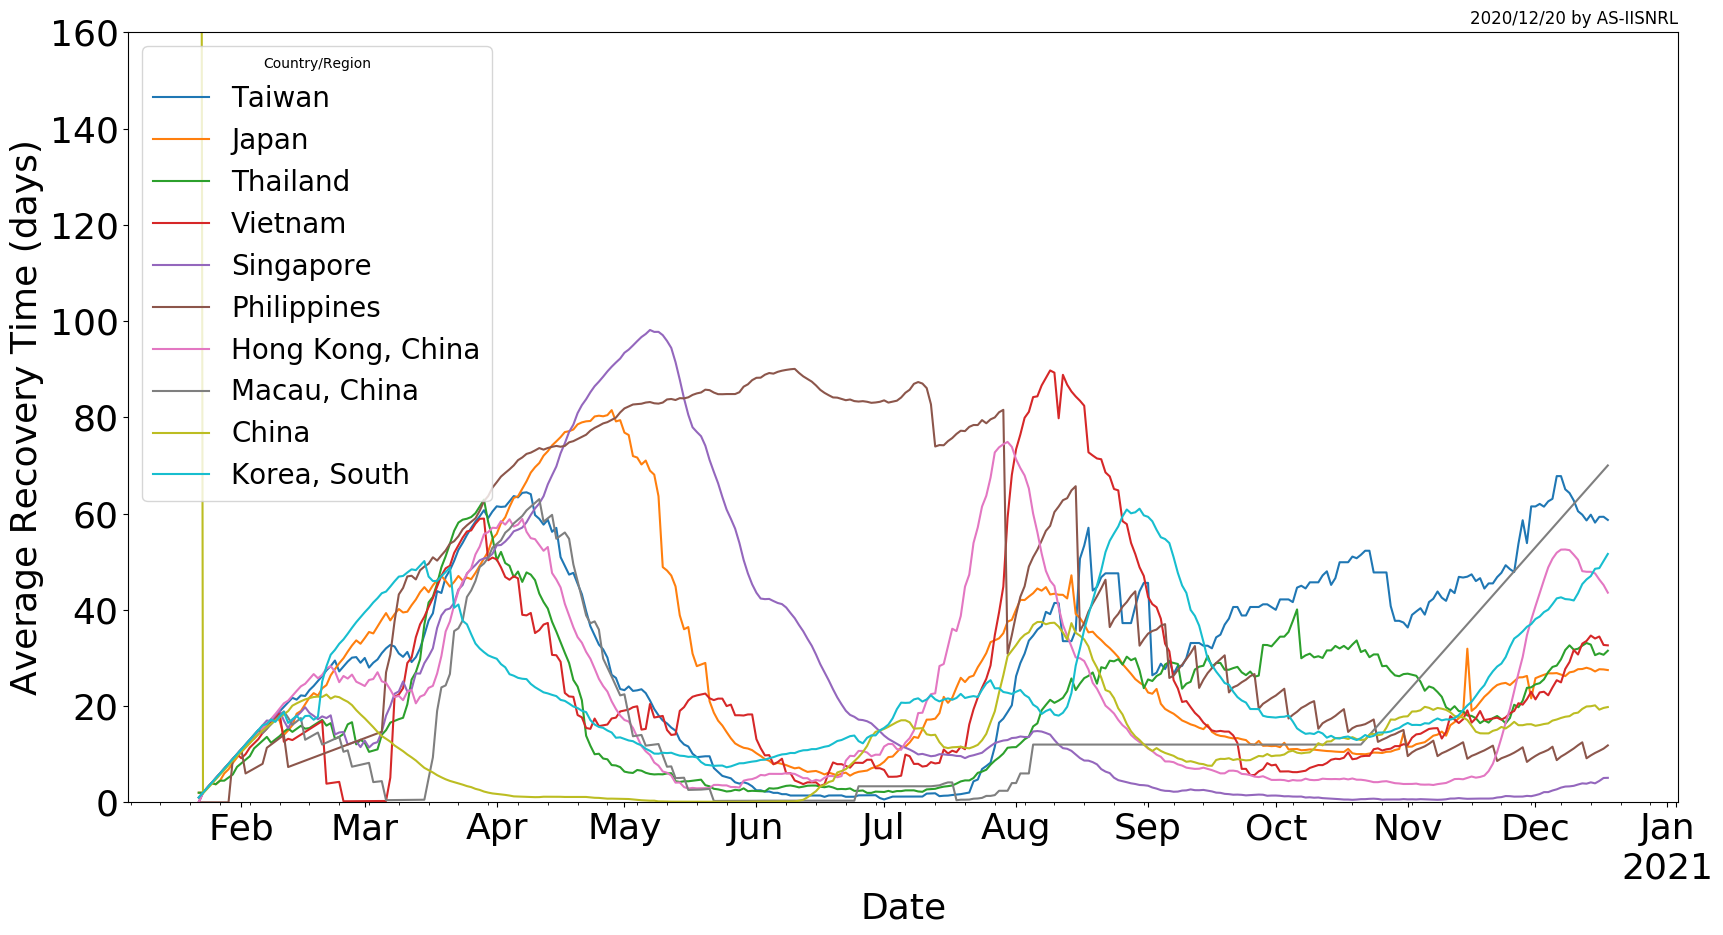 2020/12/20 by AS-IISNRL
160
140
120
100
80
60
40
20
0
Average Recovery Time (days)
Country/Region
Taiwan
Japan
Thailand
Vietnam
Singapore
Philippines
Hong Kong, China
Macau, China
China
Korea, South
Feb Mar Apr May Jun Jul Aug Sep Oct Nov Dec Jan
2021
Date